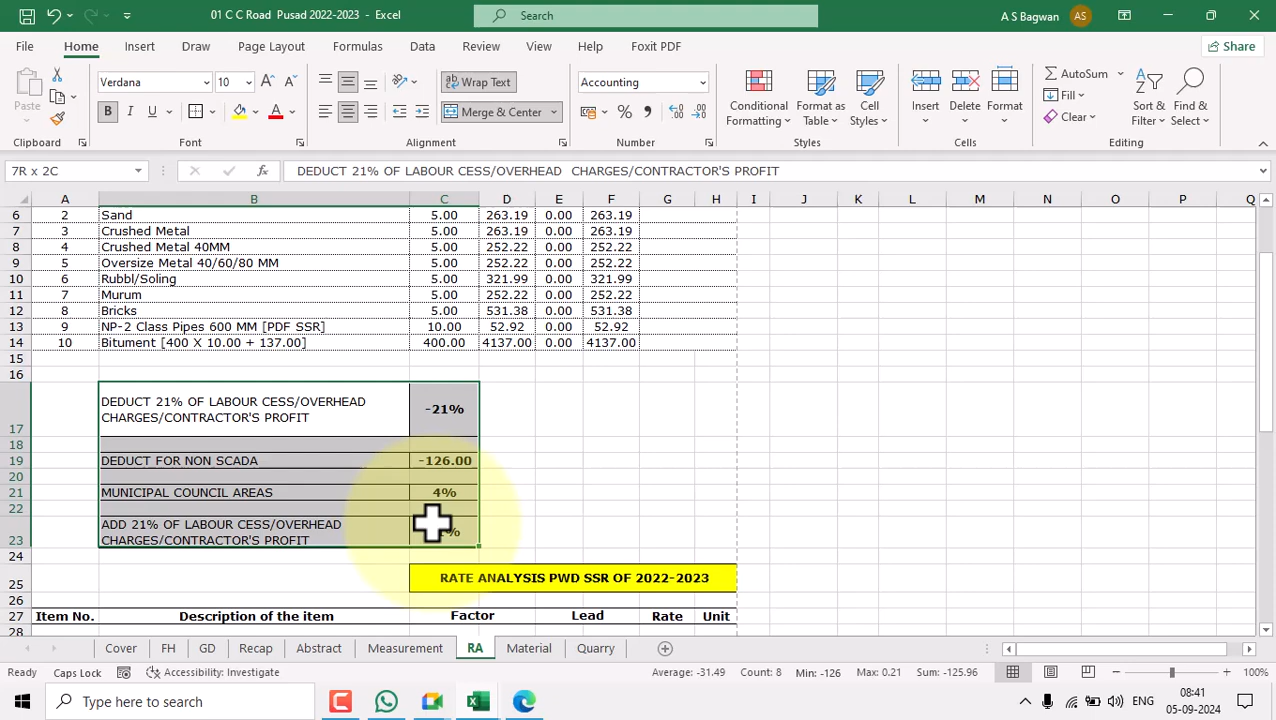 01 C C Road Pusad 2022-2023 - Excel
Search
A S Bagwan AS
File Home Insert Draw Page Layout Formulas Data Review View Help Foxit PDF Share
Paste
Verdana 10
Wrap Text
Merge & Center
Accounting
Conditional Formatting
Format as Table
Cell Styles
Insert
Delete
Format
AutoSum
Fill
Clear
Sort & Filter
Find & Select
Clipboard Font Alignment Number Styles Cells Editing
7R x 2C fx DEDUCT 21% OF LABOUR CESS/OVERHEAD CHARGES/CONTRACTOR'S PROFIT
A B C D E F G H I J K L M N O P Q
6 2 Sand 5.00 263.19 0.00 263.19
7 3 Crushed Metal 5.00 263.19 0.00 263.19
8 4 Crushed Metal 40MM 5.00 252.22 0.00 252.22
9 5 Oversize Metal 40/60/80 MM 5.00 252.22 0.00 252.22
10 6 Rubbl/Soling 5.00 321.99 0.00 321.99
11 7 Murum 5.00 252.22 0.00 252.22
12 8 Bricks 5.00 531.38 0.00 531.38
13 9 NP-2 Class Pipes 600 MM [PDF SSR] 10.00 52.92 0.00 52.92
14 10 Bitument [400 X 10.00 + 137.00] 400.00 4137.00 0.00 4137.00
15
16
DEDUCT 21% OF LABOUR CESS/OVERHEAD
CHARGES/CONTRACTOR'S PROFIT -21%
17
18
19 DEDUCT FOR NON SCADA -126.00
20
21 MUNICIPAL COUNCIL AREAS 4%
22
ADD 21% OF LABOUR CESS/OVERHEAD
23 CHARGES/CONTRACTOR'S PROFIT
24
25 RATE ANALYSIS PWD SSR OF 2022-2023
26
27 Item No. Description of the item Factor Lead Rate Unit
28
Cover FH GD Recap Abstract Measurement RA Material Quarry
Ready Caps Lock Accessibility: Investigate Average: -31.49 Count: 8 Min: -126 Max: 0.21 Sum: -125.96 100%
Type here to search
ENG
08:41
05-09-2024